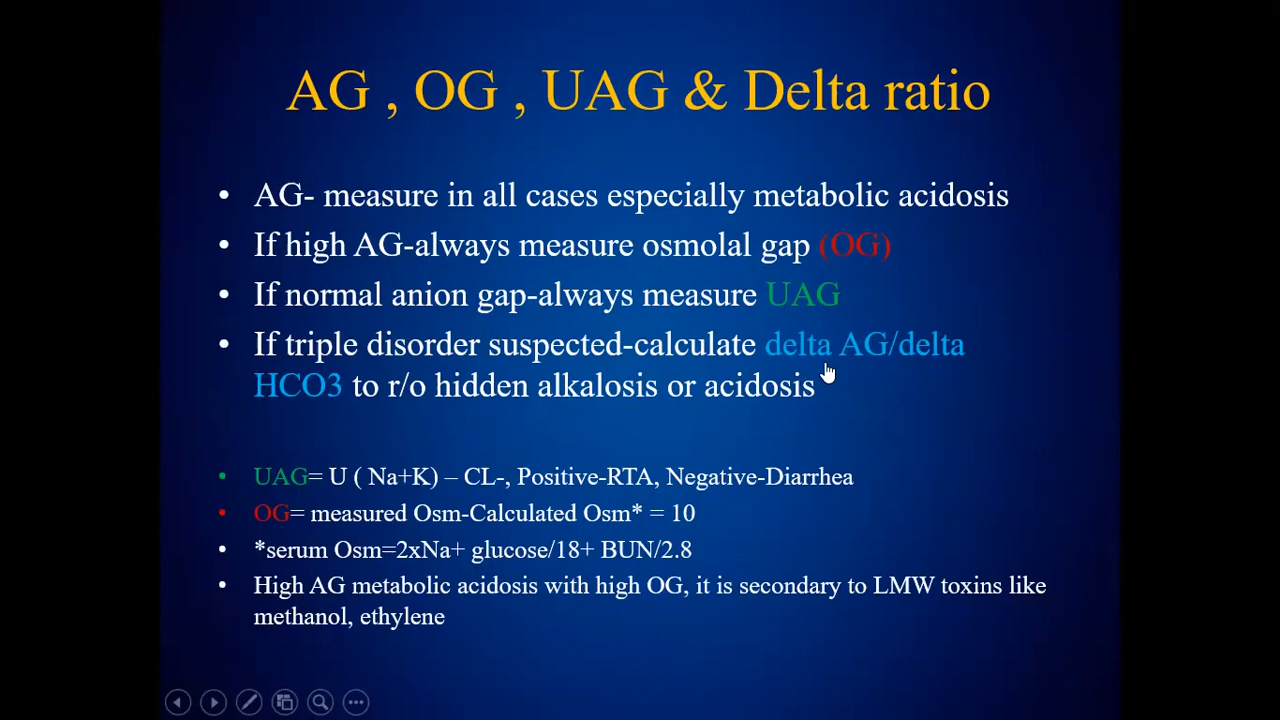 AG , OG , UAG & Delta ratio
• AG- measure in all cases especially metabolic acidosis
• If high AG-always measure osmolal gap (OG)
• If normal anion gap-always measure UAG
• If triple disorder suspected-calculate delta AG/delta
HCO3 to r/o hidden alkalosis or acidosis
• UAG= U ( Na+K) – CL-, Positive-RTA, Negative-Diarrhea
• OG= measured Osm-Calculated Osm* = 10
• *serum Osm=2xNa+ glucose/18+ BUN/2.8
• High AG metabolic acidosis with high OG, it is secondary to LMW toxins like
methanol, ethylene